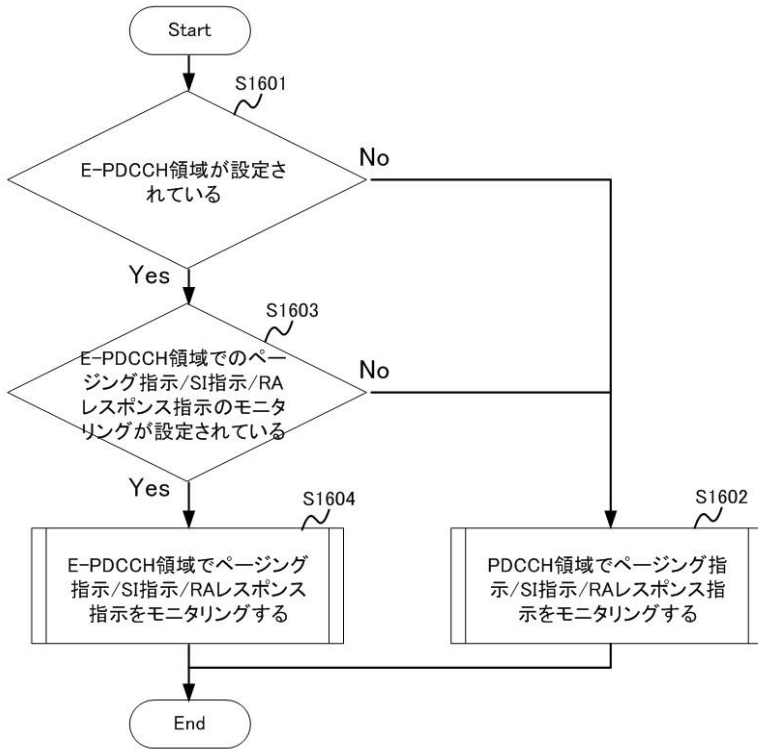 Start
S1601
E-PDCCH領域が設定さ
れている
No
Yes
S1603
E-PDCCH領域でのペー
ジング指示/SI指示/RA
レスポンス指示のモニタ
リングが設定されている
No
Yes
S1604
E-PDCCH領域でページング
指示/SI指示/RAレスポンス
指示をモニタリングする
S1602
PDCCH領域でページング指
示/SI指示/RAレスポンス指
示をモニタリングする
End